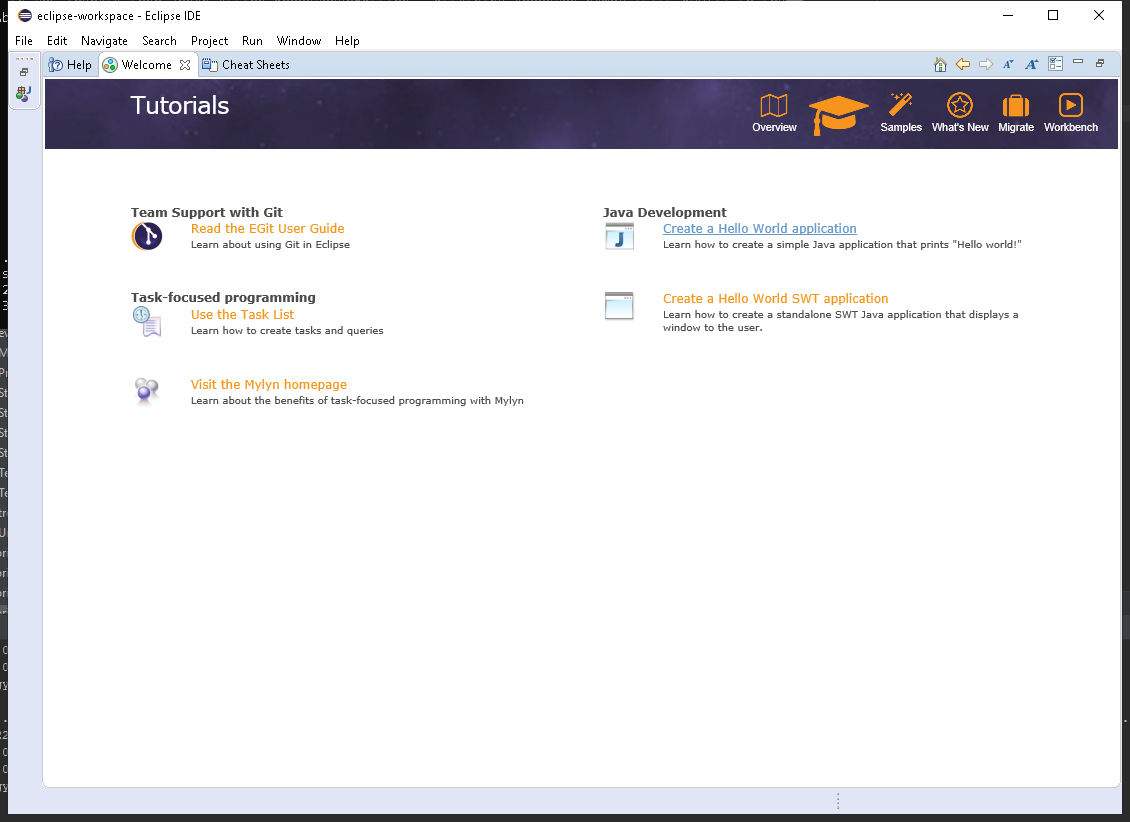 eclipse-workspace - Eclipse IDE
File Edit Navigate Search Project Run Window Help
Help Welcome Cheat Sheets
Tutorials
Overview Samples What's New Migrate Workbench
Team Support with Git
Read the EGit User Guide
Learn about using Git in Eclipse
Task-focused programming
Use the Task List
Learn how to create tasks and queries
Visit the Mylyn homepage
Learn about the benefits of task-focused programming with Mylyn
Java Development
Create a Hello World application
Learn how to create a simple Java application that prints "Hello world!"
Create a Hello World SWT application
Learn how to create a standalone SWT Java application that displays a
window to the user.